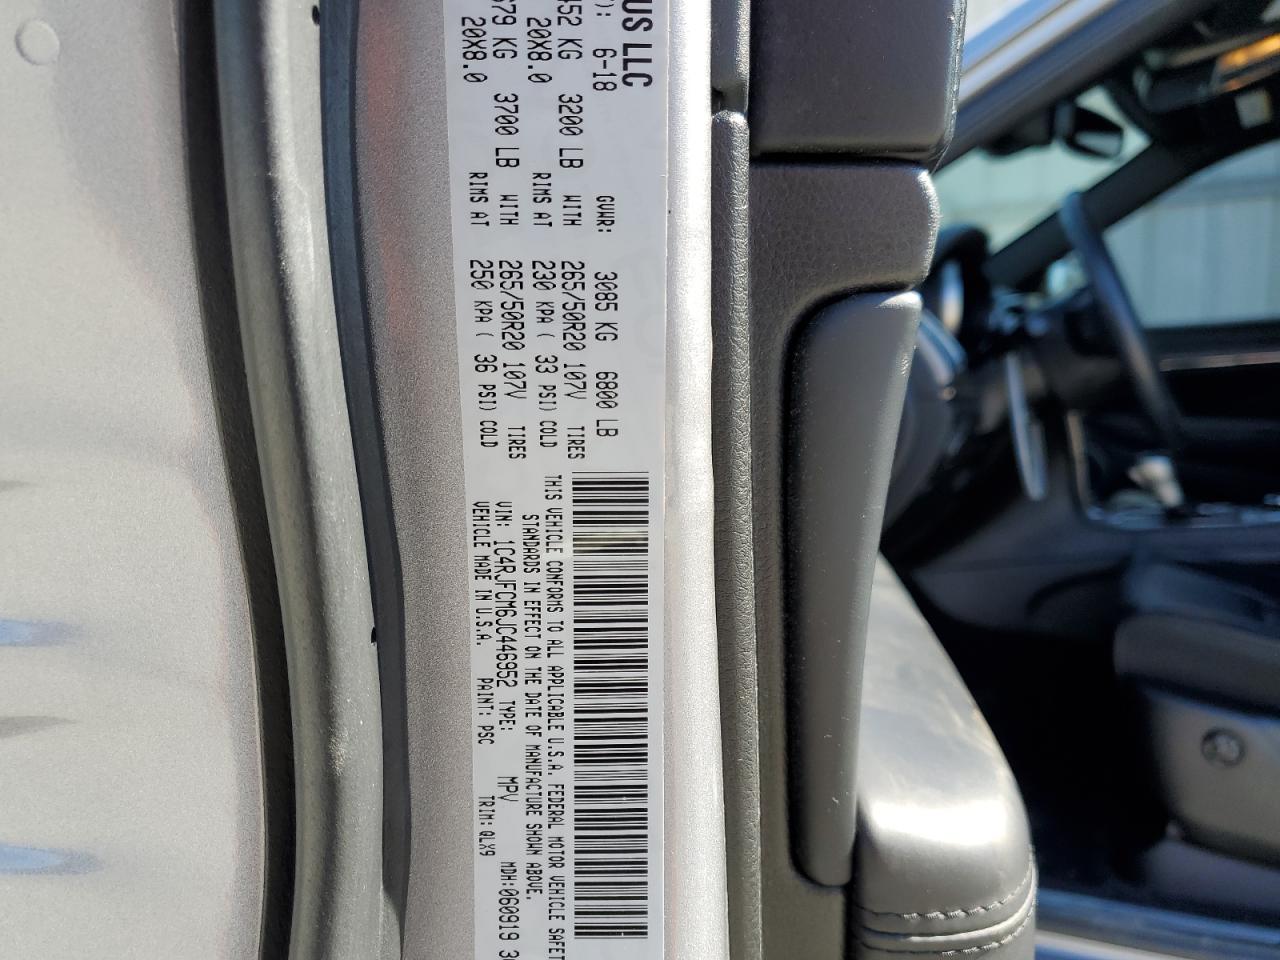 US LLC
): 6-18 GVWR: 3085 KG 6800 LB
452 KG 3200 LB WITH 265/50R20 107V TIRES
20X8.0 RIMS AT 230 KPA ( 33 PSI) COLD
679 KG 3700 LB WITH 265/50R20 107V TIRES
20X8.0 RIMS AT 250 KPA ( 36 PSI) COLD
THIS VEHICLE CONFORMS TO ALL APPLICABLE U.S.A. FEDERAL MOTOR VEHICLE SAFET
STANDARDS IN EFFECT ON THE DATE OF MANUFACTURE SHOWN ABOVE.
VIN: 1C4RJFCM6JC446952 TYPE: MPV MDH:060919
VEHICLE MADE IN U.S.A. PAINT: PSC TRIM: QLX9